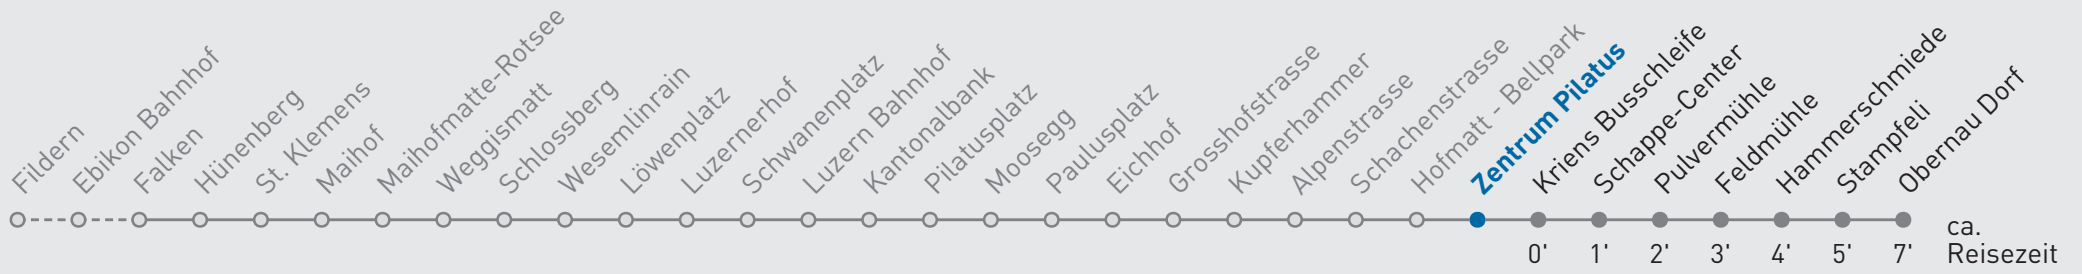 Fildern
Ebikon Bahnhof
Falken
Hünenberg
St. Klemens
Maihof
Maihofmatte-Rotsee
Weggismatt
Schlossberg
Wesemlinrain
Löwenplatz
Luzernerhof
Schwanenplatz
Luzern Bahnhof
Kantonalbank
Pilatusplatz
Moosegg
Paulusplatz
Eichhof
Grosshofstrasse
Kupferhammer
Alpenstrasse
Schachenstrasse
Hofmatt - Bellpark
Zentrum Pilatus
Kriens Busschleife
Schappe-Center
Pulvermühle
Feldmühle
Hammerschmiede
Stampfeli
Obernau Dorf
0' 1' 2' 3' 4' 5' 7'
ca.
Reisezeit